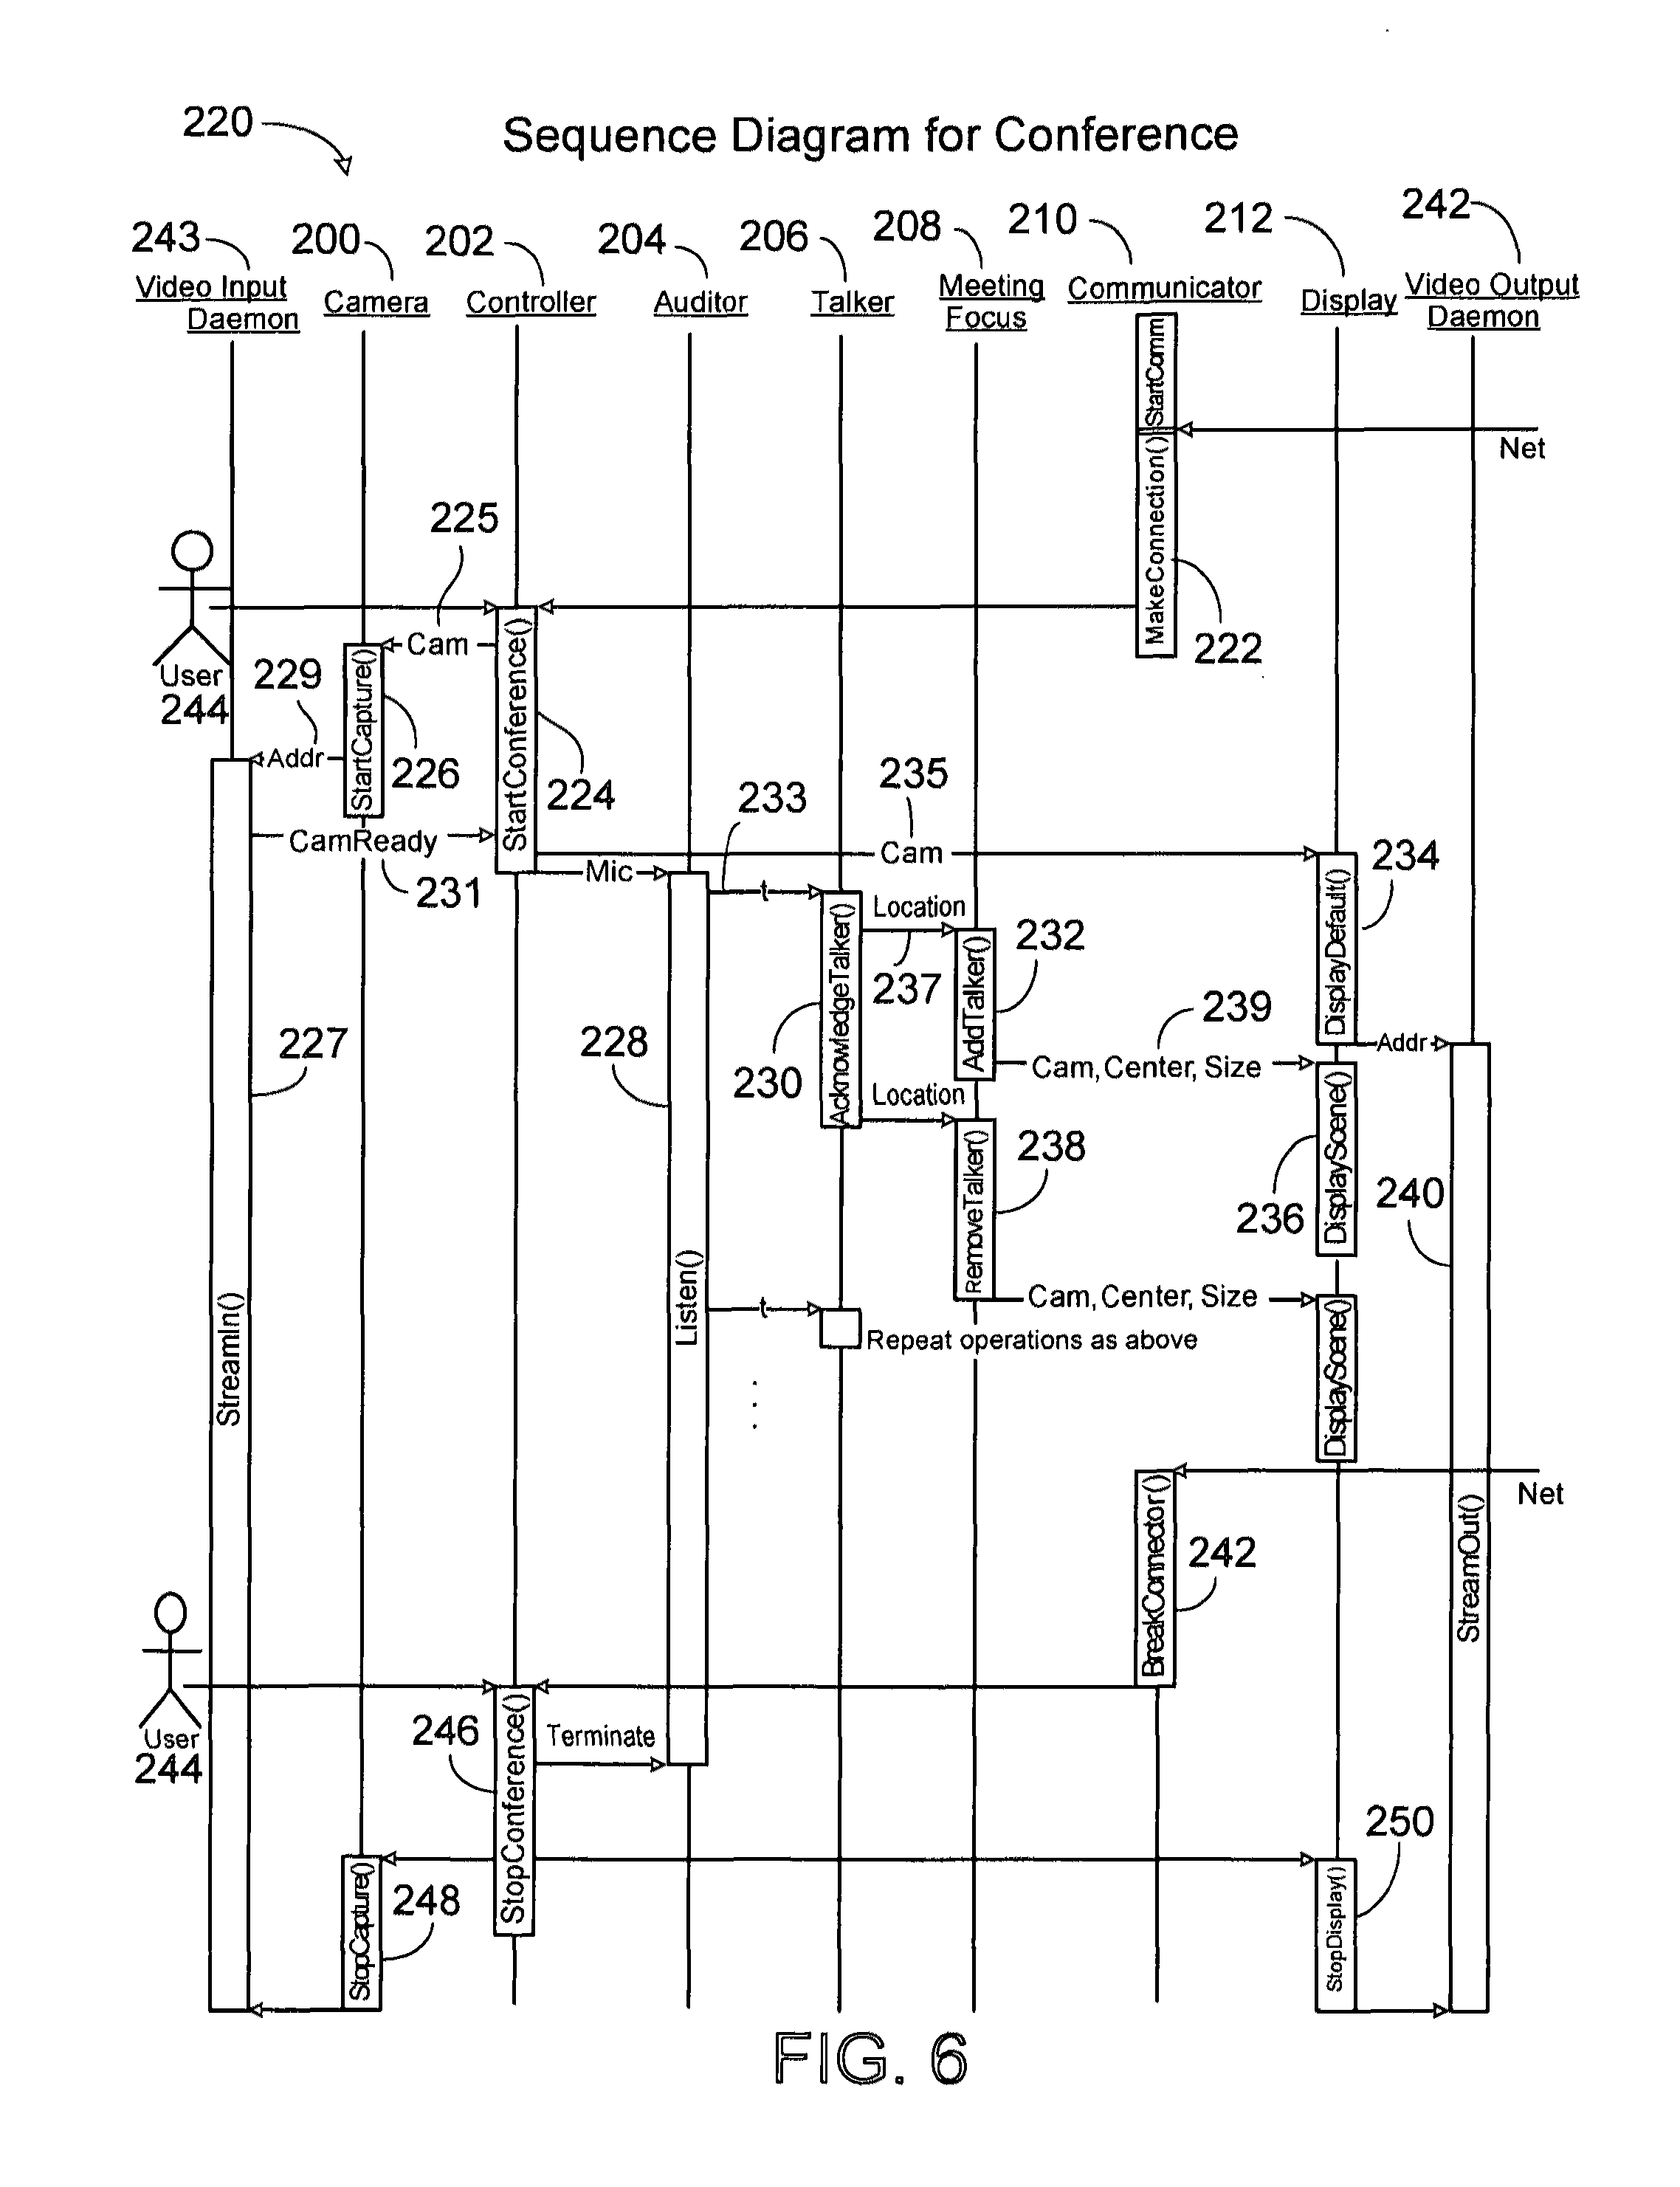 220
Sequence Diagram for Conference
243
200
202
204
206
208
210
212
242
Video Input
Daemon
Camera
Controller
Auditor
Talker
Meeting
Focus
Communicator
Display
Video Output
Daemon
StartComm
Net
MakeConnection()
222
225
Cam
User
244
229
Addr
StartCapture()
226
StartConference()
224
CamReady
231
Mic
233
t
235
Cam
234
DisplayDefault()
Location
237
AcknowledgeTalker()
230
AddTalker()
232
239
Cam, Center, Size
Addr
227
228
Location
RemoveTalker()
238
DisplayScene()
236
240
StreamIn()
Listen()
Cam, Center, Size
t
Repeat operations as above
DisplayScene()
Net
BreakConnector()
242
StreamOut()
User
244
246
StopConference()
Terminate
StopCapture()
248
StopDisplay()
250
FIG. 6